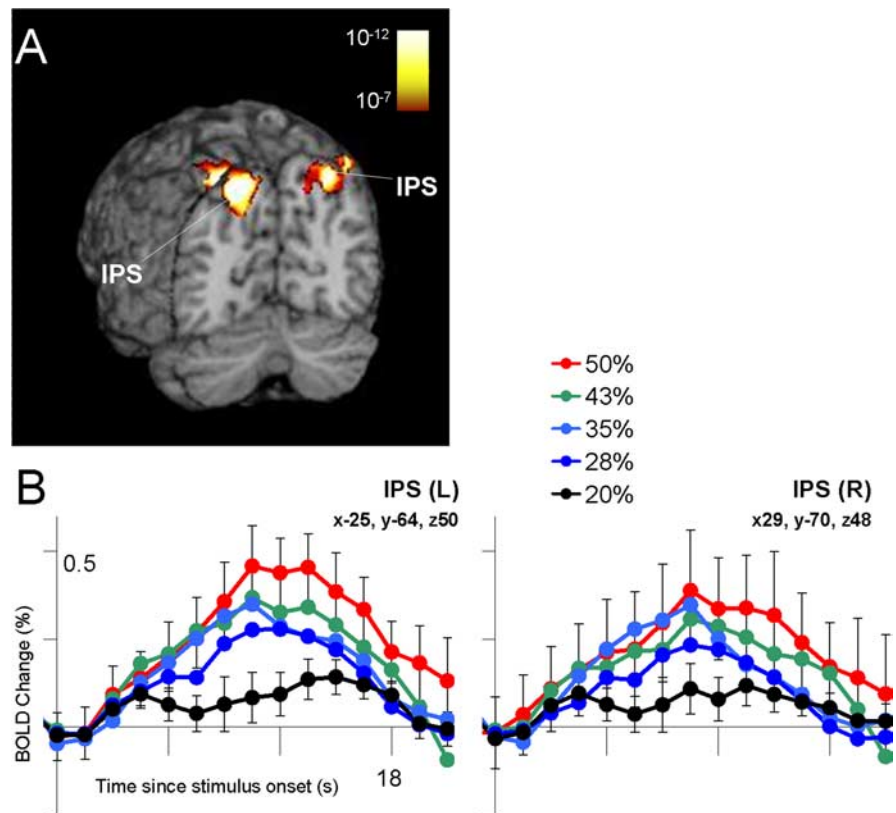 A
10-12
10-7
IPS
IPS
50%
43%
35%
28%
20%
B
IPS (L)
x-25, y-64, z50
IPS (R)
x29, y-70, z48
0.5
BOLD Change (%)
Time since stimulus onset (s)
18